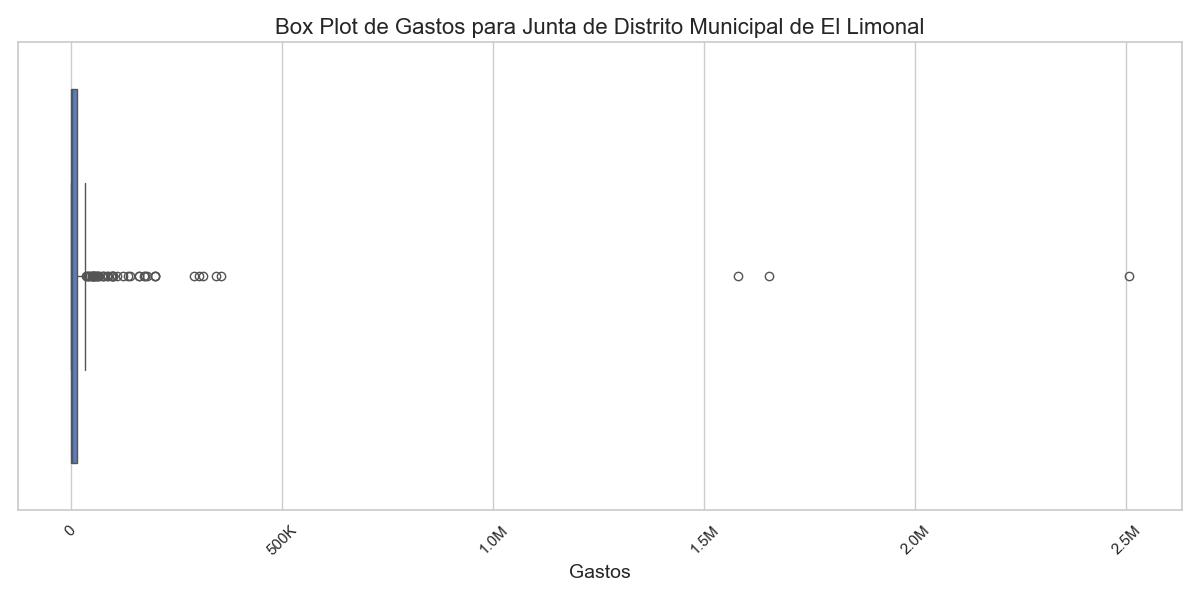 Box Plot de Gastos para Junta de Distrito Municipal de El Limonal
0
500K
1.0M
1.5M
2.0M
2.5M
Gastos